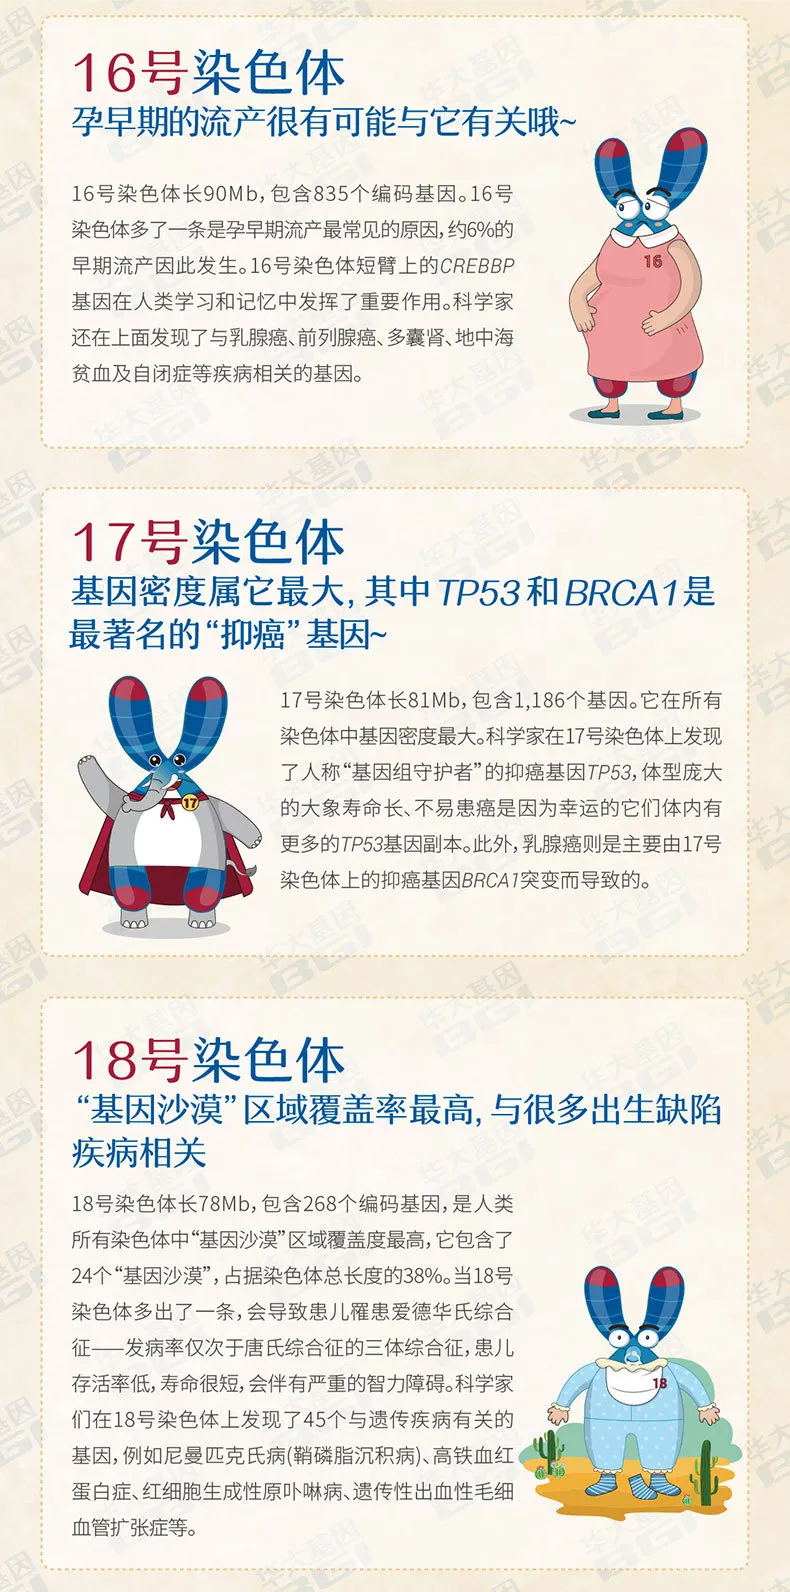 16号染色体
孕早期的流产很有可能与它有关哦~
16号染色体长90Mb，包含835个编码基因。16号
染色体多了一条是孕早期流产最常见的原因，约6%的
早期流产因此发生。16号染色体短臂上的CREBBP
基因在人类学习和记忆中发挥了重要作用。科学家
还在上面发现了与乳腺癌、前列腺癌、多囊肾、地中海
贫血及自闭症等疾病相关的基因。
16
17号染色体
基因密度属它最大，其中TP53和BRCA1是
最著名的“抑癌”基因~
17号染色体长81Mb，包含1,186个基因。它在所有
染色体中基因密度最大。科学家在17号染色体上发现
了人称“基因组守护者”的抑癌基因TP53，体型庞大
的大象寿命长、不易患癌是因为幸运的它们体内有
更多的TP53基因副本。此外，乳腺癌则是主要由17号
染色体上的抑癌基因BRCA1突变而导致的。
17
18号染色体
“基因沙漠”区域覆盖率最高，与很多出生缺陷
疾病相关
18号染色体长78Mb，包含268个编码基因，是人类
所有染色体中“基因沙漠”区域覆盖度最高，它包含了
24个“基因沙漠”，占据染色体总长度的38%。当18号
染色体多出了一条，会导致患儿罹患爱德华氏综合
征——发病率仅次于唐氏综合征的三体综合征，患儿
存活率低，寿命很短，会伴有严重的智力障碍。科学家
们在18号染色体上发现了45个与遗传疾病有关的
基因，例如尼曼匹克氏病(鞘磷脂沉积病)、高铁血红
蛋白症、红细胞生成性原卟啉病、遗传性出血性毛细
血管扩张症等。
18
华大基因
BGI